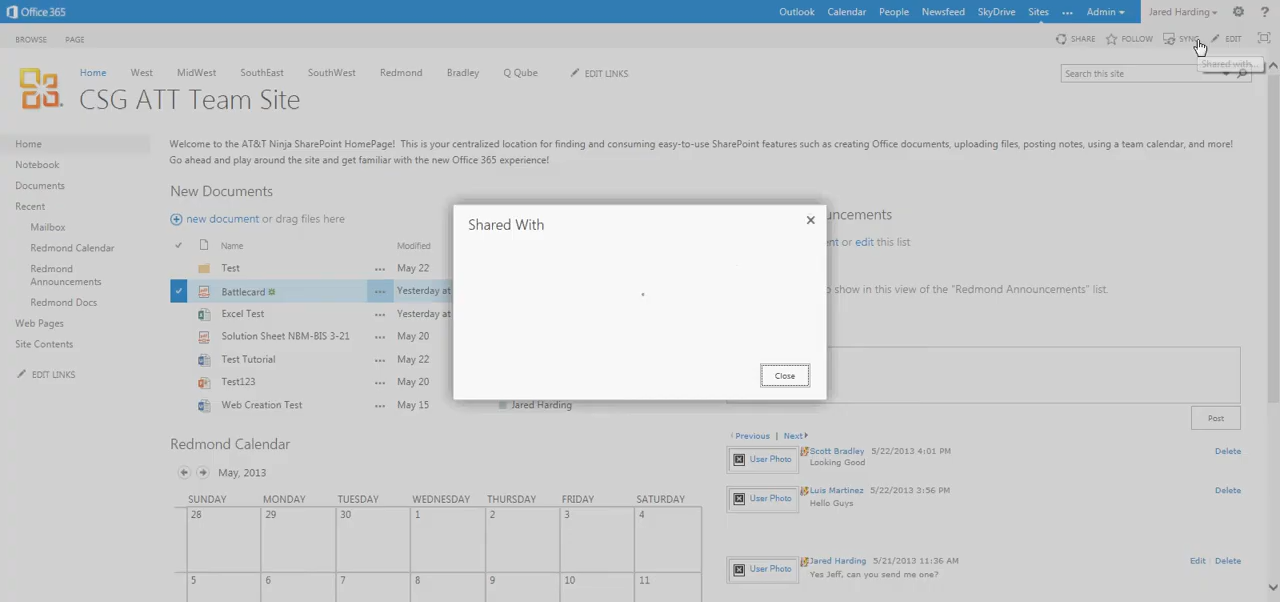 Office 365
Outlook Calendar People Newsfeed SkyDrive Sites ••• Admin Jared Harding ?
BROWSE PAGE
SHARE FOLLOW SYNC EDIT
Shared with...
Home West MidWest SouthEast SouthWest Redmond Bradley Q Qube EDIT LINKS
Search this site
CSG ATT Team Site
Home
Notebook
Documents
Recent
Mailbox
Redmond Calendar
Redmond
Announcements
Redmond Docs
Web Pages
Site Contents
EDIT LINKS
Welcome to the AT&T Ninja SharePoint HomePage! This is your centralized location for finding and consuming easy-to-use SharePoint features such as creating Office documents, uploading files, posting notes, using a team calendar, and more!
Go ahead and play around the site and get familiar with the new Office 365 experience!
New Documents
new document or drag files here
Name Modified
Test ••• May 22
Battlecard ••• Yesterday at
Excel Test ••• Yesterday at
Solution Sheet NBM-BIS 3-21 ••• May 20
Test Tutorial ••• May 22
Test123 ••• May 20
Web Creation Test ••• May 15 Jared Harding
Shared With
Close
or edit this list
show in this view of the "Redmond Announcements" list.
Post
Previous | Next
User Photo Scott Bradley 5/22/2013 4:01 PM Delete
Looking Good
User Photo Luis Martinez 5/22/2013 3:56 PM Delete
Hello Guys
User Photo Jared Harding 5/21/2013 11:36 AM Edit | Delete
Yes Jeff, can you send me one?
Redmond Calendar
May, 2013
SUNDAY MONDAY TUESDAY WEDNESDAY THURSDAY FRIDAY SATURDAY
28 29 30 1 2 3 4
5 6 7 8 9 10 11